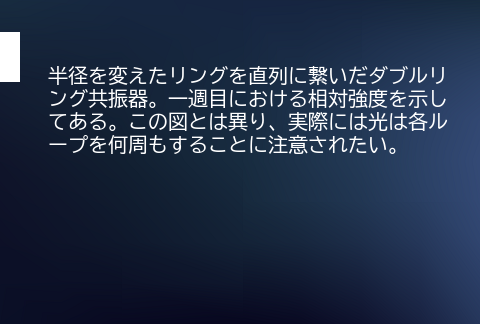 半径を変えたリングを直列に繋いだダブルリ
ング共振器。一週目における相対強度を示し
てある。この図とは異り、実際には光は各ル
ープを何周もすることに注意されたい。